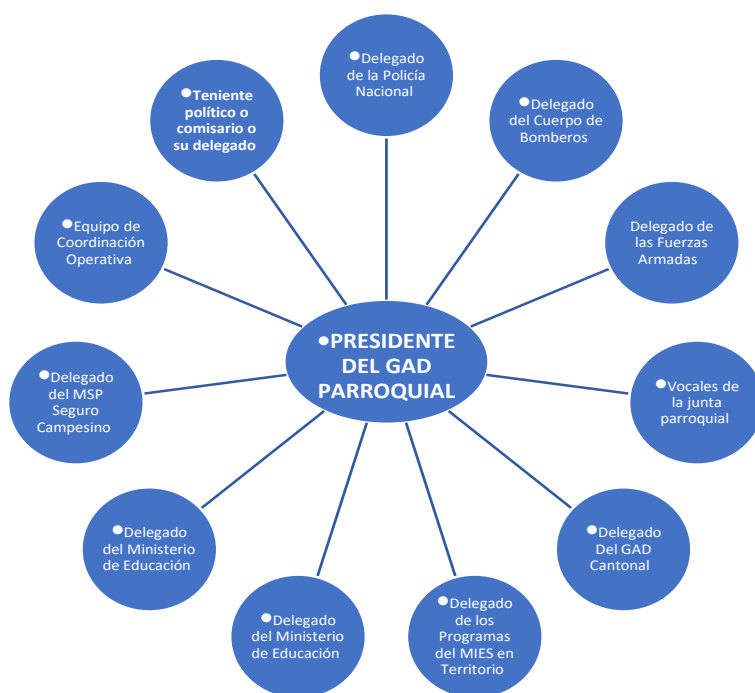 •Delegado
de la Policía
Nacional
•Delegado
del Cuerpo de
Bomberos
Delegado de
las Fuerzas
Armadas
•Vocales de
la junta
parroquial
•Delegado
Del GAD
Cantonal
•Delegado
de los
Programas
del MIES en
Territorio
•Delegado
del Ministerio
de Educación
•Delegado
del Ministerio
de Educación
•Delegado
del MSP
Seguro
Campesino
•Equipo de
Coordinación
Operativa
•Teniente
político o
comisario o
su delegado
•PRESIDENTE
DEL GAD
PARROQUIAL